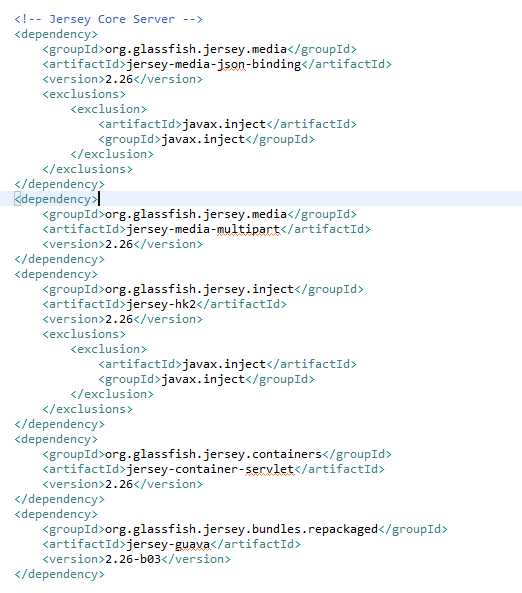 <!-- Jersey Core Server -->
<dependency>
    <groupId>org.glassfish.jersey.media</groupId>
    <artifactId>jersey-media-json-binding</artifactId>
    <version>2.26</version>
    <exclusions>
        <exclusion>
            <artifactId>javax.inject</artifactId>
            <groupId>javax.inject</groupId>
        </exclusion>
    </exclusions>
</dependency>
<dependency>
    <groupId>org.glassfish.jersey.media</groupId>
    <artifactId>jersey-media-multipart</artifactId>
    <version>2.26</version>
</dependency>
<dependency>
    <groupId>org.glassfish.jersey.inject</groupId>
    <artifactId>jersey-hk2</artifactId>
    <version>2.26</version>
    <exclusions>
        <exclusion>
            <artifactId>javax.inject</artifactId>
            <groupId>javax.inject</groupId>
        </exclusion>
    </exclusions>
</dependency>
<dependency>
    <groupId>org.glassfish.jersey.containers</groupId>
    <artifactId>jersey-container-servlet</artifactId>
    <version>2.26</version>
</dependency>
<dependency>
    <groupId>org.glassfish.jersey.bundles.repackaged</groupId>
    <artifactId>jersey-guava</artifactId>
    <version>2.26-b03</version>
</dependency>